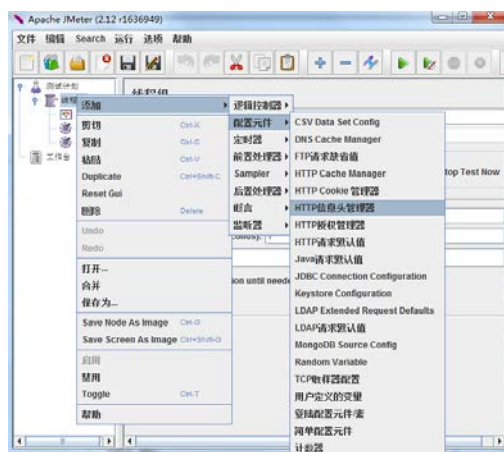 Apache JMeter (2.12 r1636949)
文件 编辑 Search 运行 选项 帮助
测试计划
线程组
工作台
添加
剪切 Ctrl-X
复制 Ctrl-C
粘贴 Ctrl-V
Duplicate Ctrl+Shift-C
Reset Gui
删除 Delete
Undo
Redo
打开...
合并
保存为...
Save Node As Image Ctrl-G
Save Screen As Image Ctrl+Shift-G
启用
禁用
Toggle Ctrl-T
帮助
逻辑控制器
配置元件
定时器
前置处理器
Sampler
后置处理器
断言
监听器
CSV Data Set Config
DNS Cache Manager
FTP请求缺省值
HTTP Cache Manager
HTTP Cookie 管理器
HTTP信息头管理器
HTTP授权管理器
HTTP请求默认值
Java请求默认值
JDBC Connection Configuration
Keystore Configuration
LDAP Extended Request Defaults
LDAP请求默认值
MongoDB Source Config
Random Variable
TCP取样器配置
用户定义的变量
登陆配置元件/素
简单配置元件
计数器
top Test Now
ion until neede